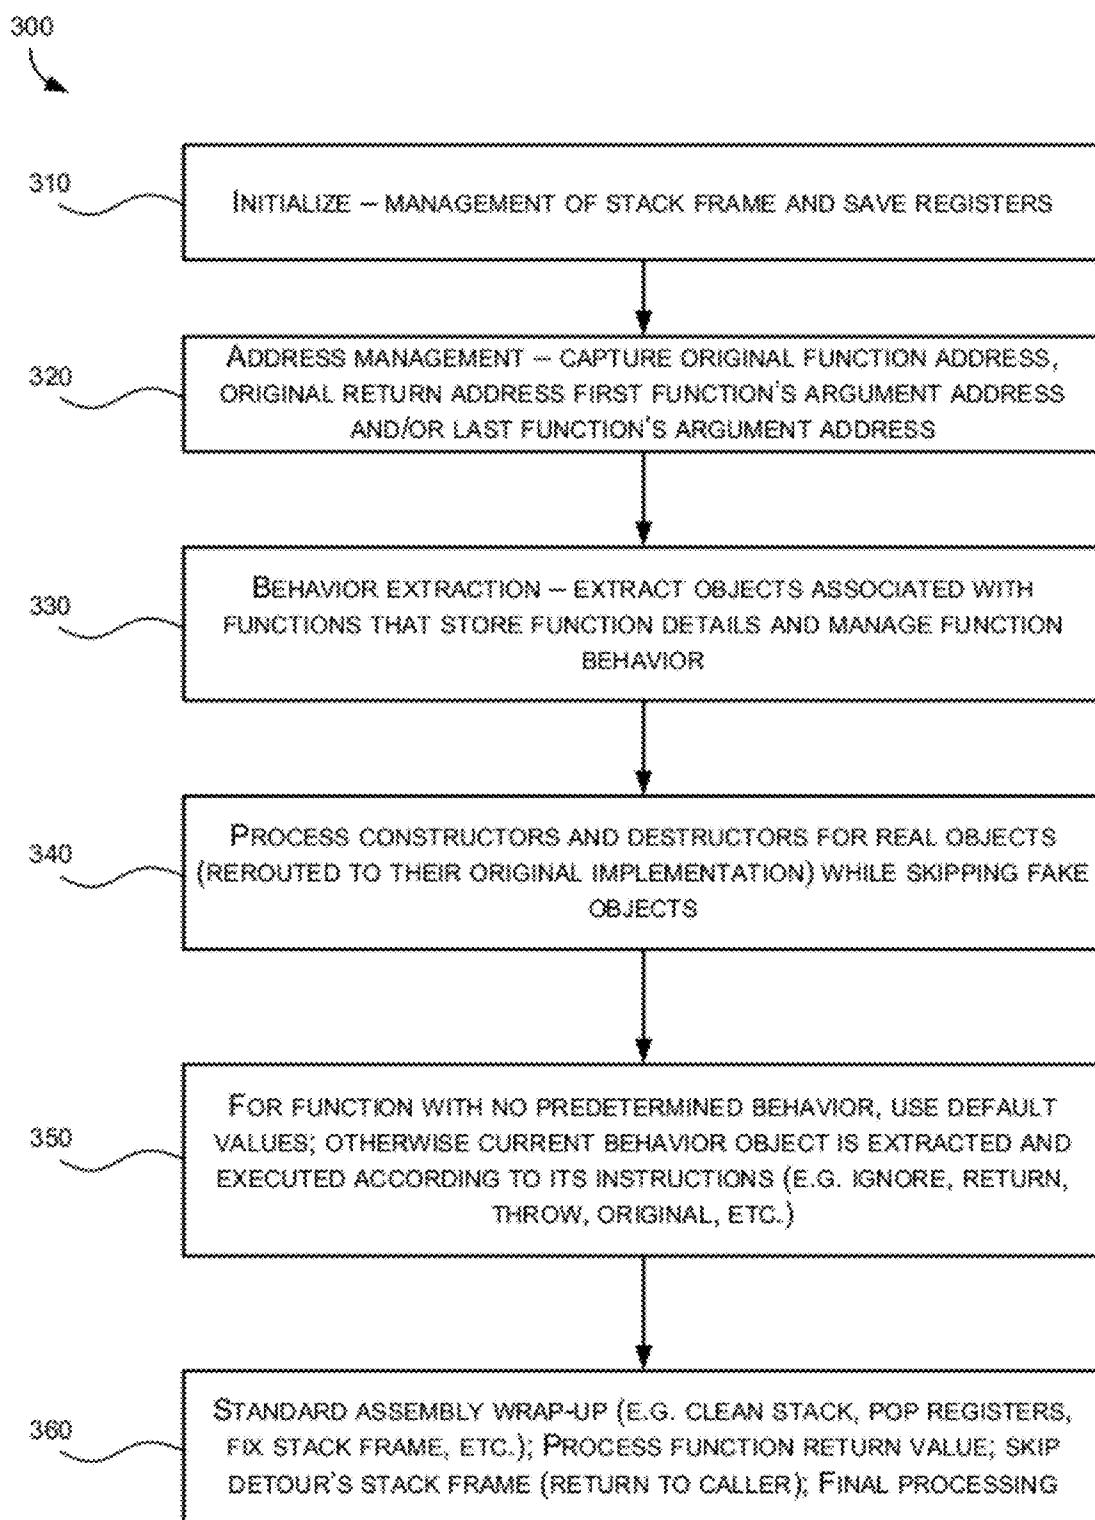 300
310
INITIALIZE – MANAGEMENT OF STACK FRAME AND SAVE REGISTERS
320
ADDRESS MANAGEMENT – CAPTURE ORIGINAL FUNCTION ADDRESS,
ORIGINAL RETURN ADDRESS FIRST FUNCTION'S ARGUMENT ADDRESS
AND/OR LAST FUNCTION'S ARGUMENT ADDRESS
330
BEHAVIOR EXTRACTION – EXTRACT OBJECTS ASSOCIATED WITH
FUNCTIONS THAT STORE FUNCTION DETAILS AND MANAGE FUNCTION
BEHAVIOR
340
PROCESS CONSTRUCTORS AND DESTRUCTORS FOR REAL OBJECTS
(REROUTED TO THEIR ORIGINAL IMPLEMENTATION) WHILE SKIPPING FAKE
OBJECTS
350
FOR FUNCTION WITH NO PREDETERMINED BEHAVIOR, USE DEFAULT
VALUES; OTHERWISE CURRENT BEHAVIOR OBJECT IS EXTRACTED AND
EXECUTED ACCORDING TO ITS INSTRUCTIONS (E.G. IGNORE, RETURN,
THROW, ORIGINAL, ETC.)
360
STANDARD ASSEMBLY WRAP-UP (E.G. CLEAN STACK, POP REGISTERS,
FIX STACK FRAME, ETC.); PROCESS FUNCTION RETURN VALUE; SKIP
DETOUR'S STACK FRAME (RETURN TO CALLER); FINAL PROCESSING